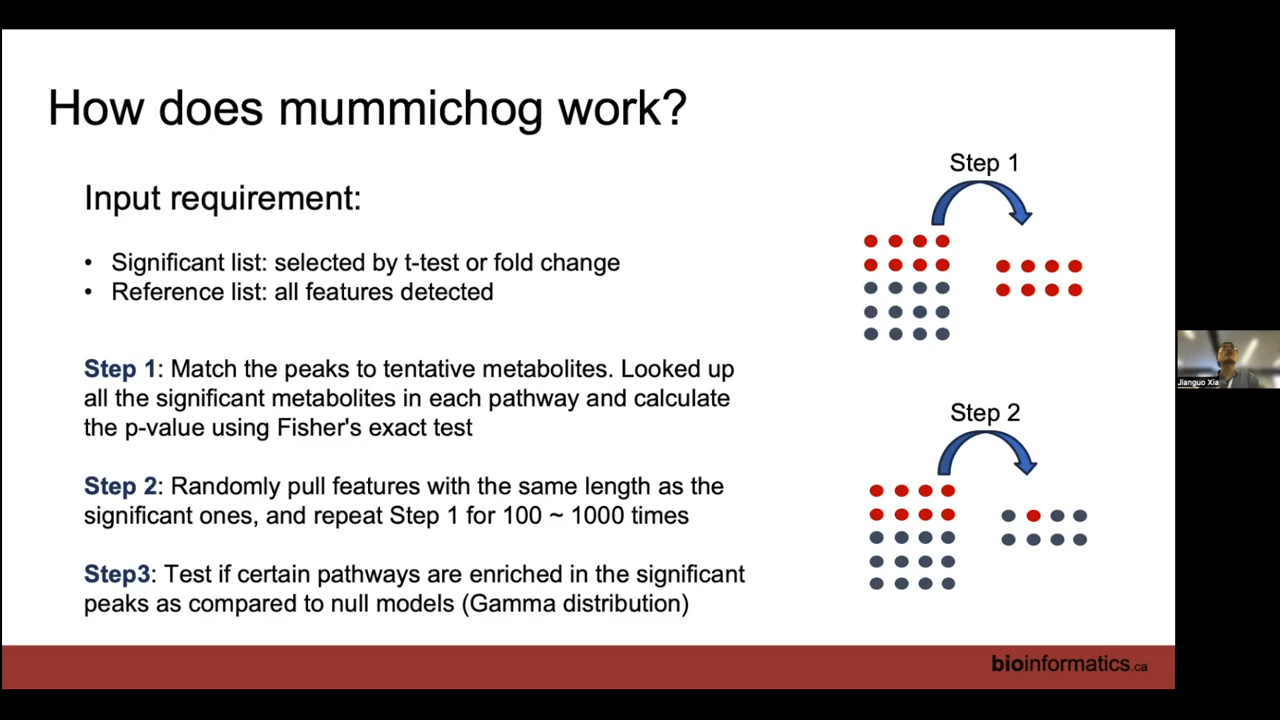 How does mummichog work?
Input requirement:
• Significant list: selected by t-test or fold change
• Reference list: all features detected
Step 1: Match the peaks to tentative metabolites. Looked up
all the significant metabolites in each pathway and calculate
the p-value using Fisher's exact test
Step 2: Randomly pull features with the same length as the
significant ones, and repeat Step 1 for 100 ~ 1000 times
Step3: Test if certain pathways are enriched in the significant
peaks as compared to null models (Gamma distribution)
Step 1
Step 2
Jianguo Xia
bioinformatics.ca